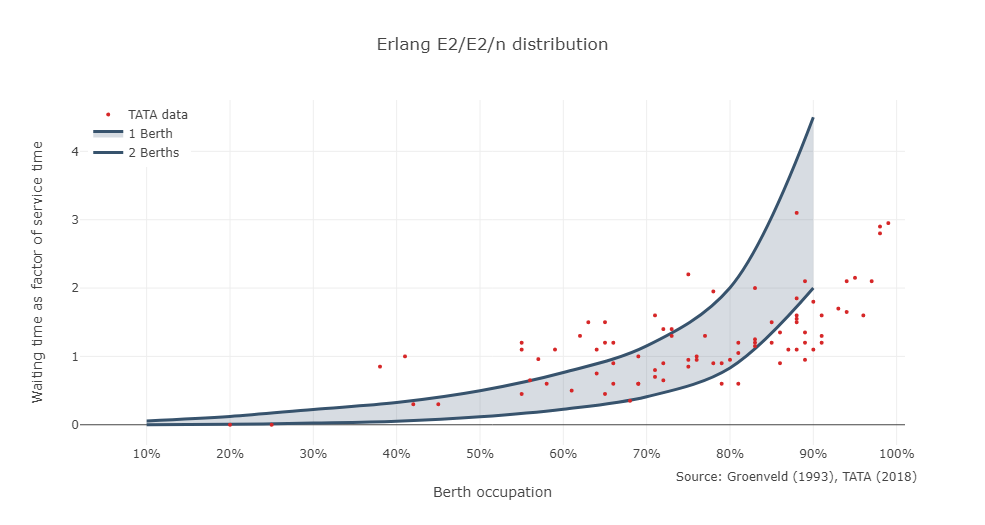 Erlang E2/E2/n distribution
TATA data
1 Berth
2 Berths
Waiting time as factor of service time
4
3
2
1
0
10% 20% 30% 40% 50% 60% 70% 80% 90% 100%
Source: Groenveld (1993), TATA (2018)
Berth occupation